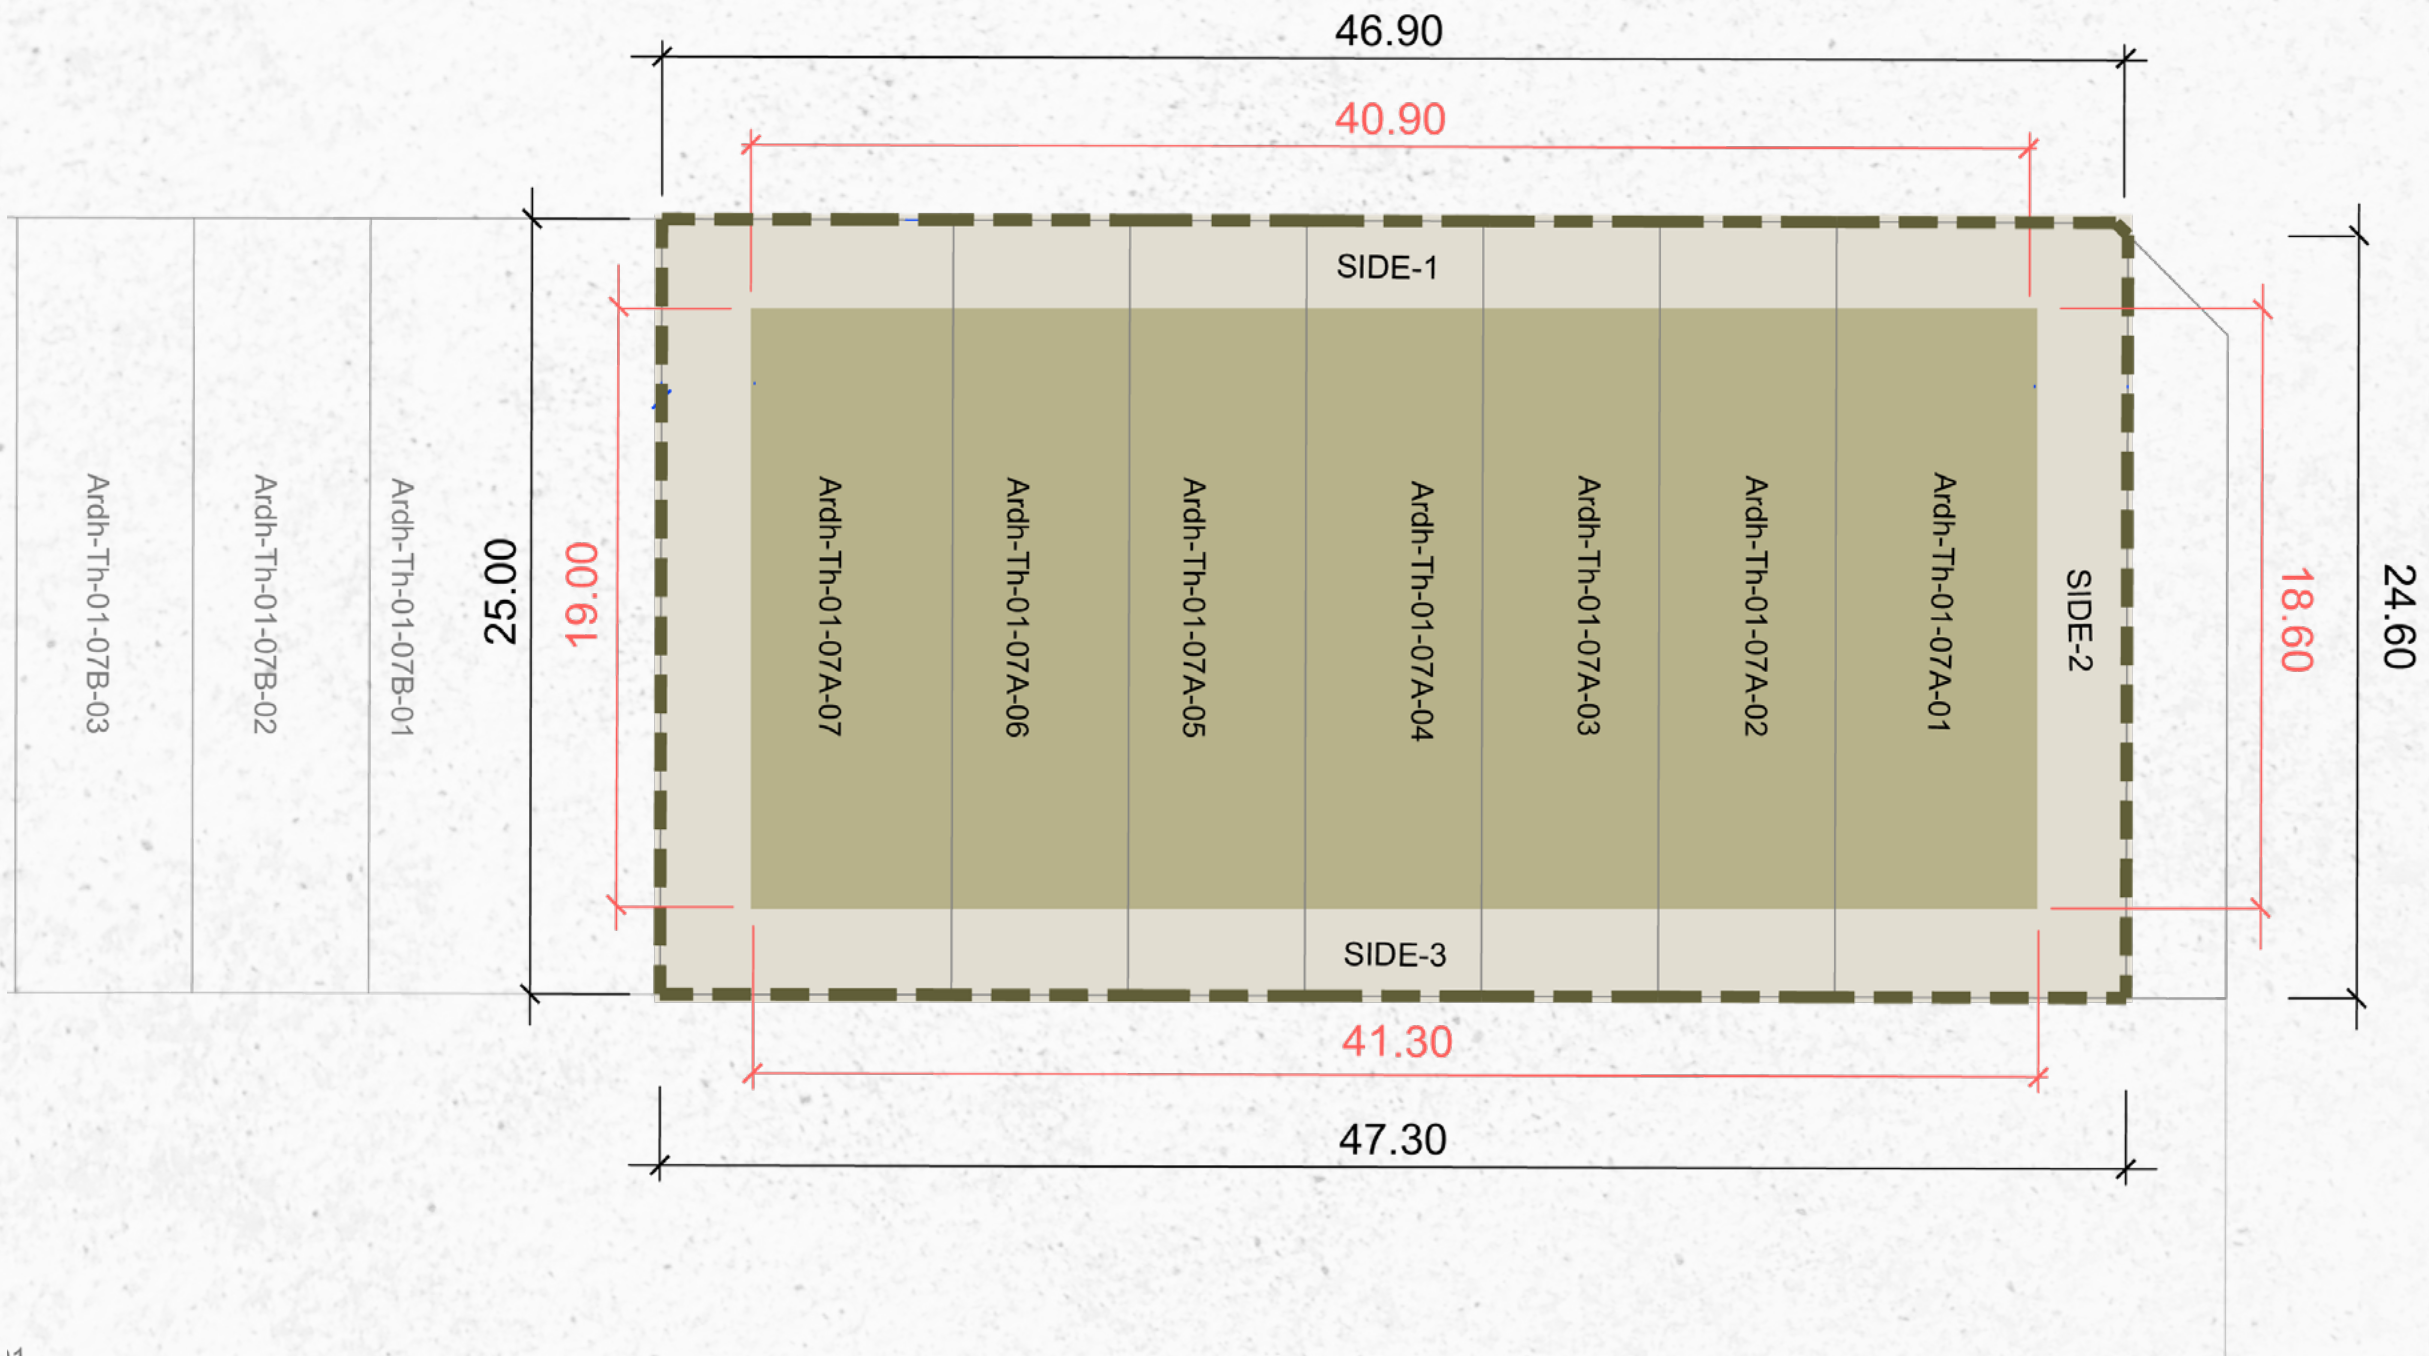 46.90
40.90
SIDE-1
Ardh-Th-01-07B-03
Ardh-Th-01-07B-02
Ardh-Th-01-07B-01
25.00
19.00
Ardh-Th-01-07A-07
Ardh-Th-01-07A-06
Ardh-Th-01-07A-05
Ardh-Th-01-07A-04
Ardh-Th-01-07A-03
Ardh-Th-01-07A-02
Ardh-Th-01-07A-01
SIDE-2
18.60
24.60
SIDE-3
41.30
47.30